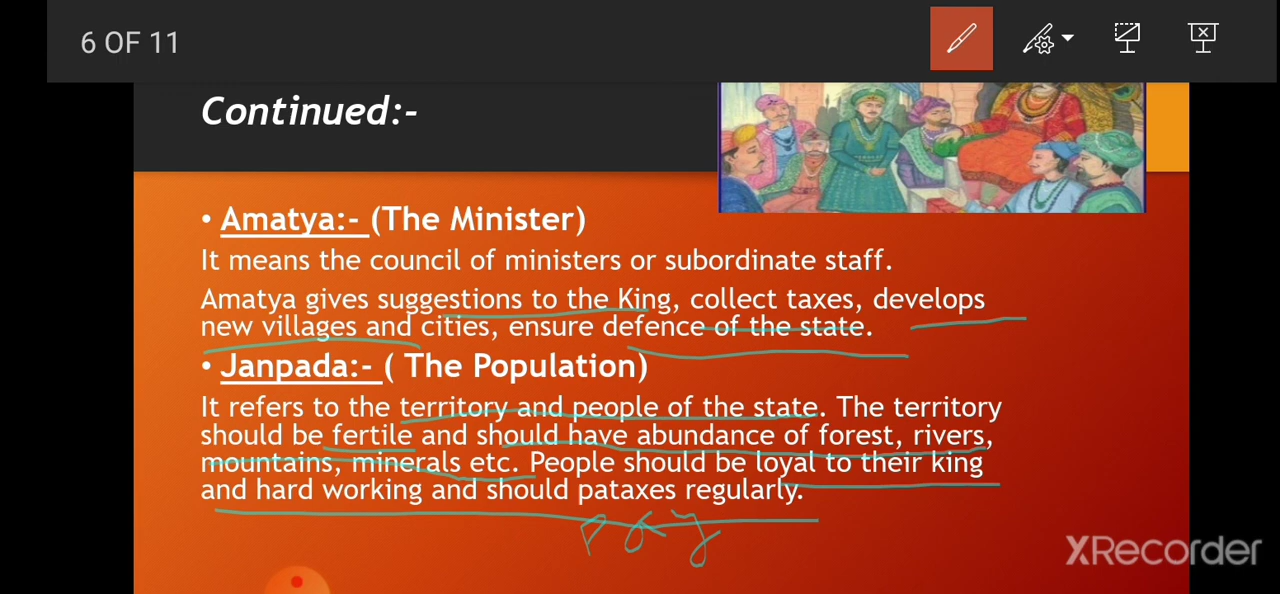 6 OF 11
Continued:-
• Amatya:- (The Minister)
It means the council of ministers or subordinate staff.
Amatya gives suggestions to the King, collect taxes, develops
new villages and cities, ensure defence of the state.
• Janpada:- ( The Population)
It refers to the territory and people of the state. The territory
should be fertile and should have abundance of forest, rivers,
mountains, minerals etc. People should be loyal to their king
and hard working and should pataxes regularly.
pay
XRecorder